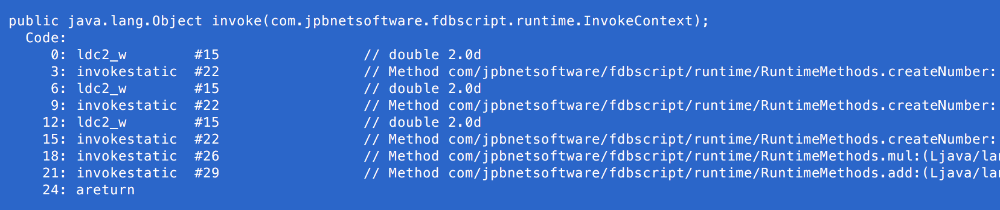 public java.lang.Object invoke(com.jpbnetsoftware.fdbscript.runtime.InvokeContext);
Code:
0: ldc2_w #15 // double 2.0d
3: invokestatic #22 // Method com/jpbnetsoftware/fdbscript/runtime/RuntimeMethods.createNumber:
6: ldc2_w #15 // double 2.0d
9: invokestatic #22 // Method com/jpbnetsoftware/fdbscript/runtime/RuntimeMethods.createNumber:
12: ldc2_w #15 // double 2.0d
15: invokestatic #22 // Method com/jpbnetsoftware/fdbscript/runtime/RuntimeMethods.createNumber:
18: invokestatic #26 // Method com/jpbnetsoftware/fdbscript/runtime/RuntimeMethods.mul:(Ljava/la
21: invokestatic #29 // Method com/jpbnetsoftware/fdbscript/runtime/RuntimeMethods.add:(Ljava/la
24: areturn